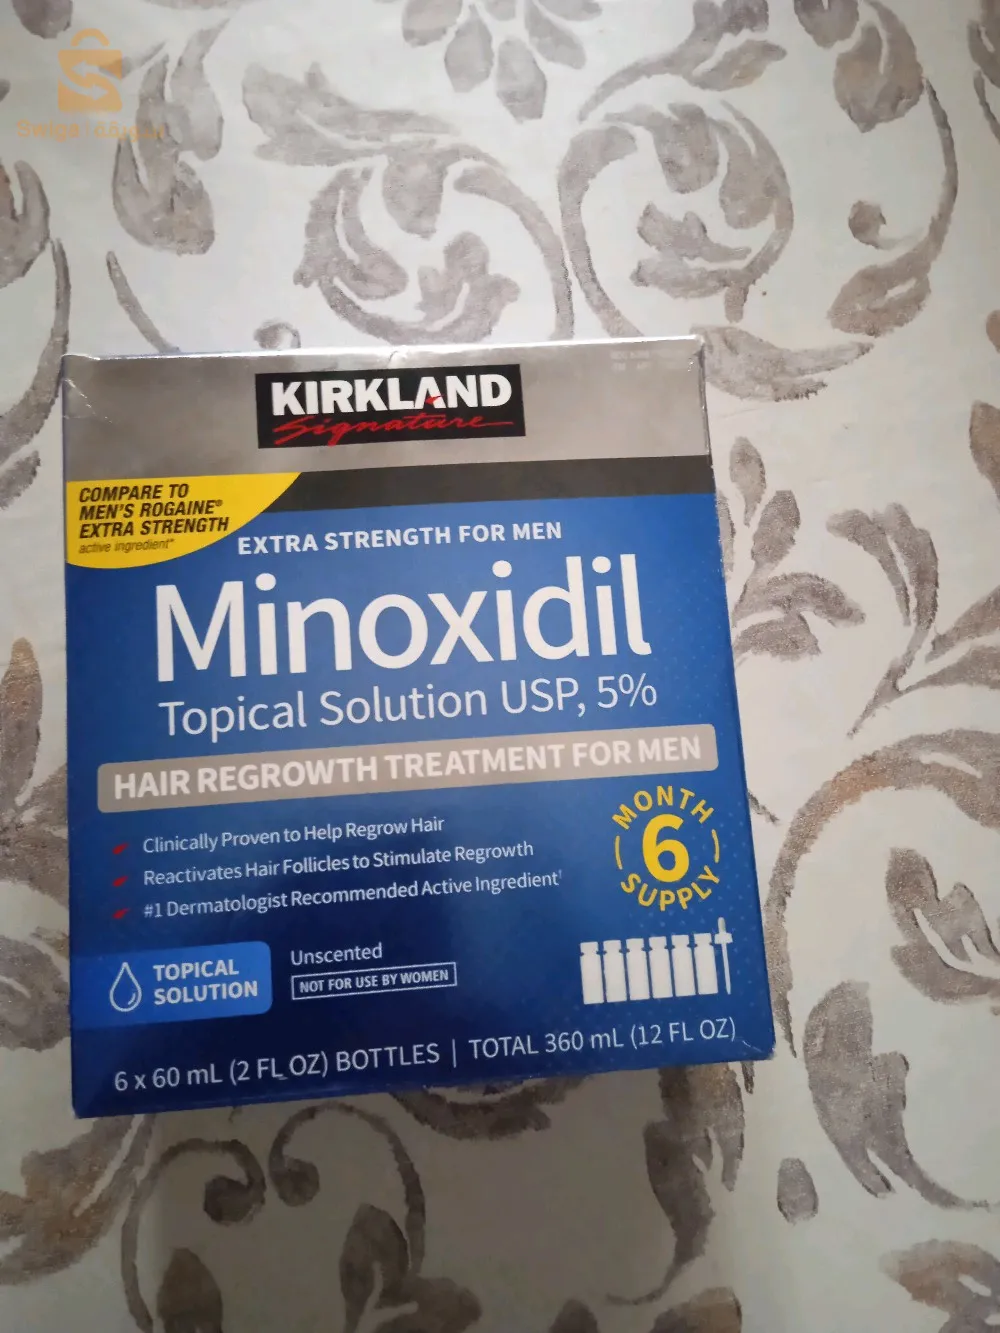 KIRKLAND
Signature
COMPARE TO
MEN'S ROGAINE®
EXTRA STRENGTH
active ingredient*
EXTRA STRENGTH FOR MEN
Minoxidil
Topical Solution USP, 5%
HAIR REGROWTH TREATMENT FOR MEN
Clinically Proven to Help Regrow Hair
Reactivates Hair Follicles to Stimulate Regrowth
#1 Dermatologist Recommended Active Ingredient†
MONTH
6
SUPPLY
TOPICAL
SOLUTION
Unscented
NOT FOR USE BY WOMEN
6 x 60 mL (2 FL OZ) BOTTLES | TOTAL 360 mL (12 FL OZ)